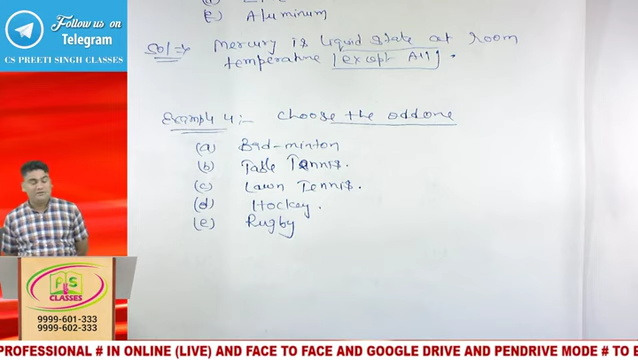 Follow us on
Telegram
CS PREETI SINGH CLASSES
(e) Aluminum
Sol ⇒ Mercury is liquid state at room
temperature (except All).
Example 4:- Choose the odd one
(a) Bad-minton
(b) Table Tennis.
(c) Lawn Tennis.
(d) Hockey.
(e) Rugby
PS
CLASSES
9999-601-333
9999-602-333
PROFESSIONAL # IN ONLINE (LIVE) AND FACE TO FACE AND GOOGLE DRIVE AND PENDRIVE MODE # TO